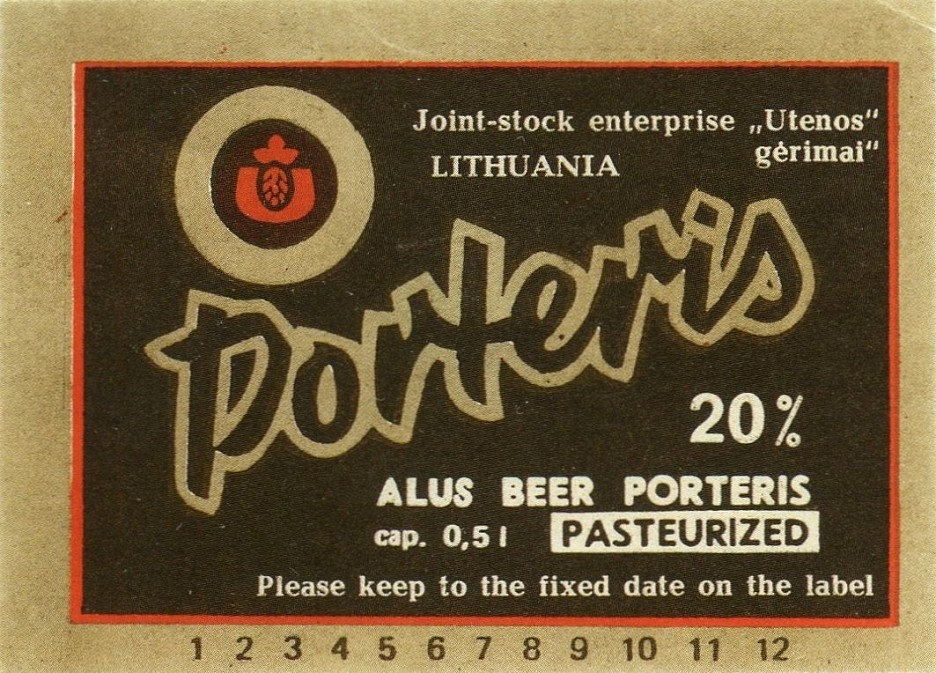 Joint-stock enterprise „Utenos“
gėrimai“
LITHUANIA
Porteris
20%
ALUS BEER PORTERIS
cap. 0,5 l PASTEURIZED
Please keep to the fixed date on the label
1 2 3 4 5 6 7 8 9 10 11 12